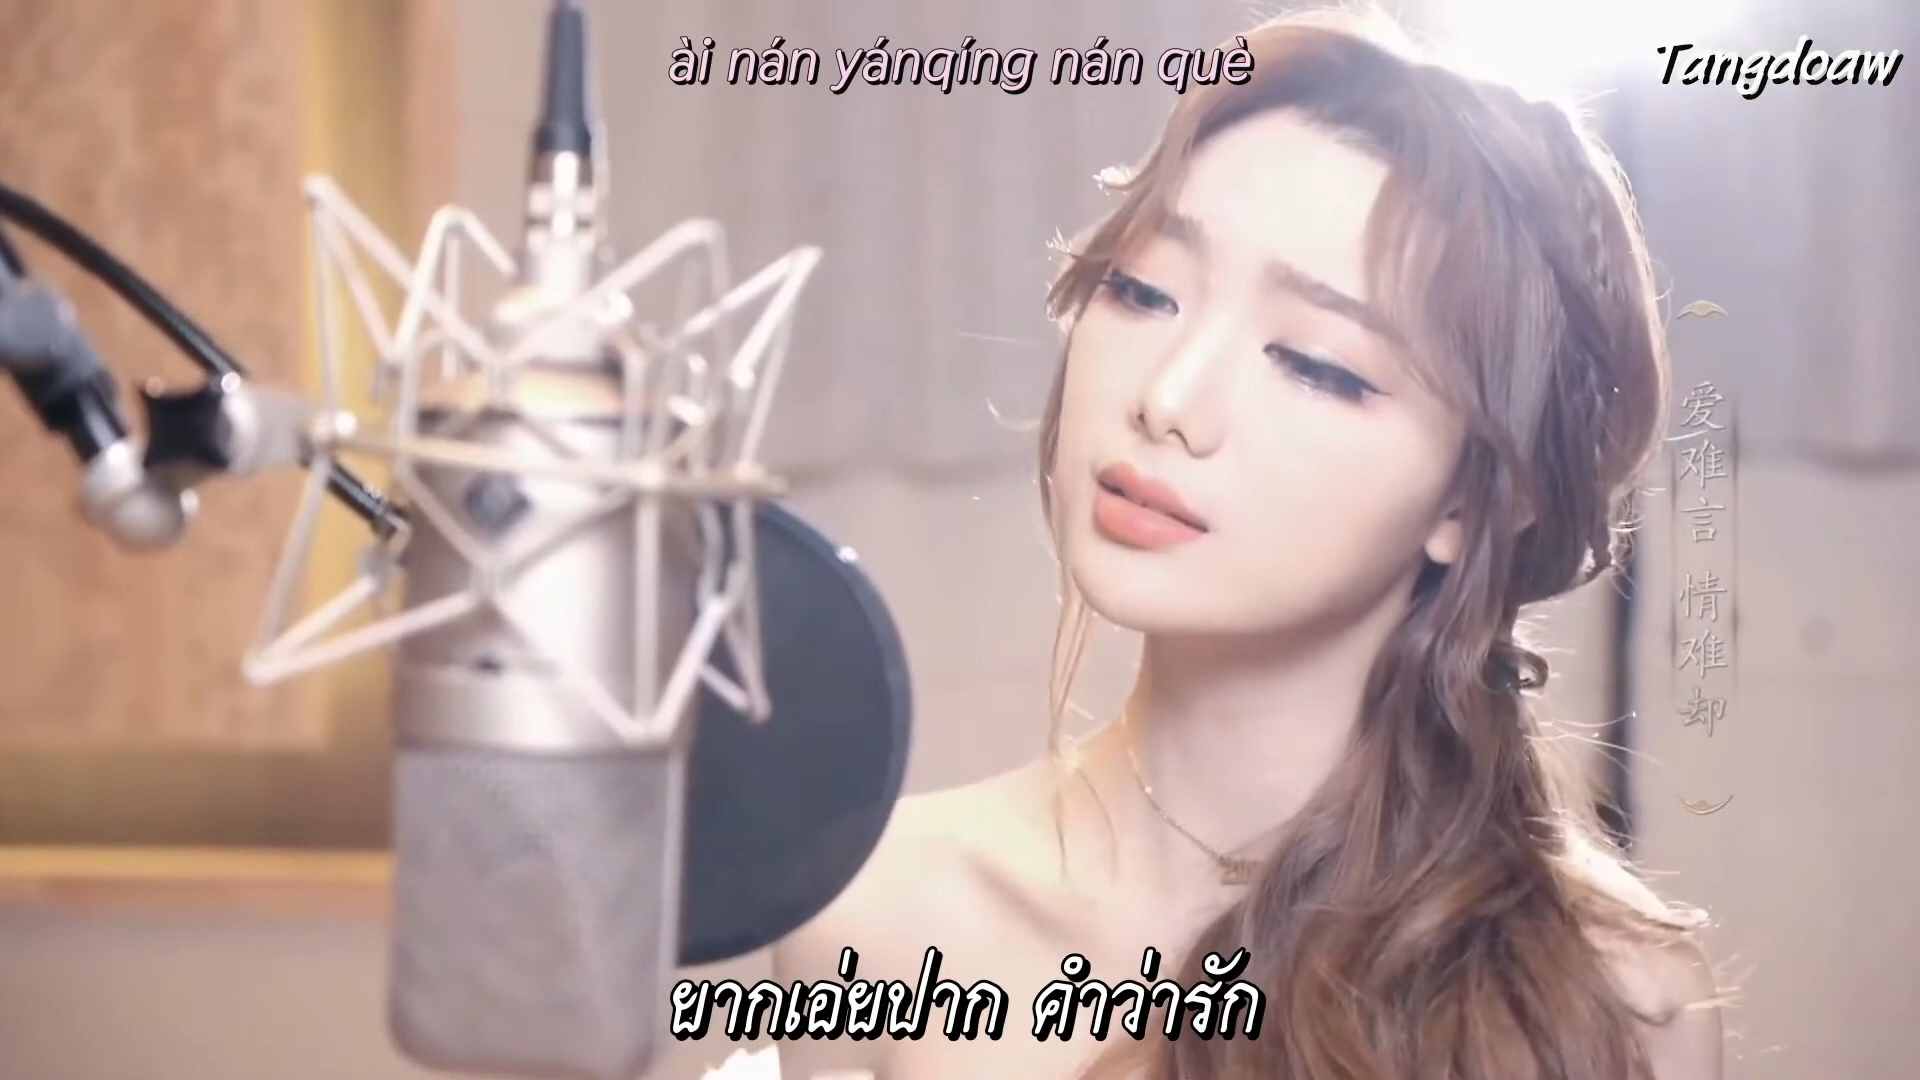 ài nán yánqíng nán què
Tangdoaw
爱难言 情难却
ยากเอ่ยปาก คำว่ารัก